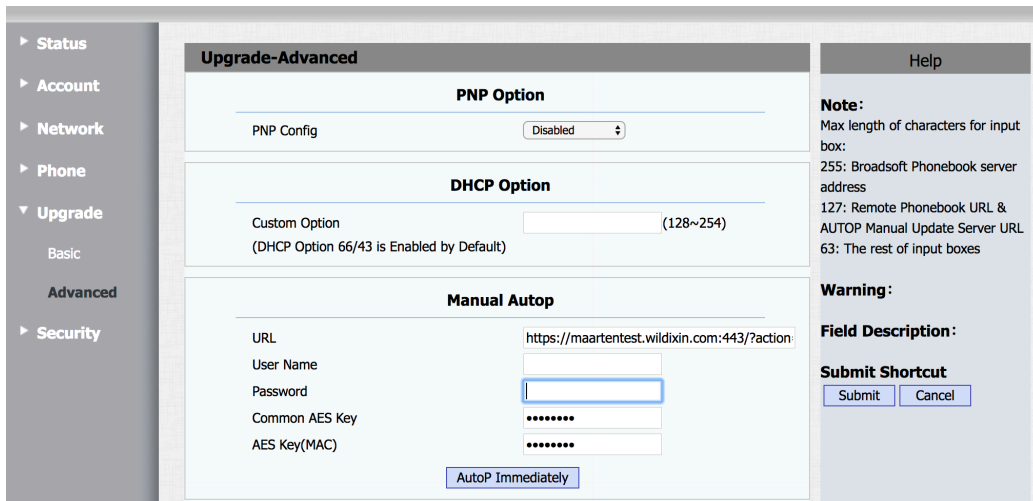 Status
Account
Network
Phone
Upgrade
Basic
Advanced
Security
Upgrade-Advanced
PNP Option
PNP Config
Disabled
DHCP Option
Custom Option
(128~254)
(DHCP Option 66/43 is Enabled by Default)
Manual Autop
URL
https://maartentest.wildixin.com:443/?action
User Name
Password
Common AES Key
••••••••
AES Key(MAC)
••••••••
AutoP Immediately
Help
Note:
Max length of characters for input
box:
255: Broadsoft Phonebook server
address
127: Remote Phonebook URL &
AUTOP Manual Update Server URL
63: The rest of input boxes
Warning:
Field Description:
Submit Shortcut
Submit
Cancel